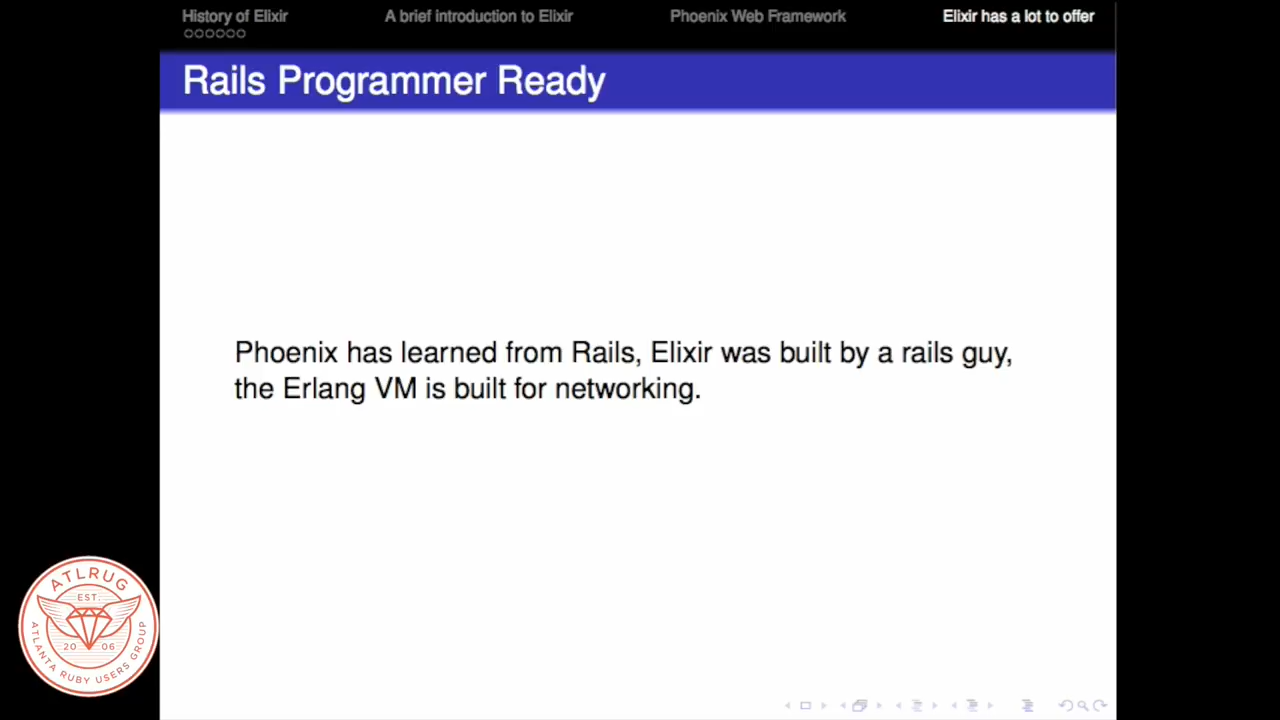 History of Elixir
A brief introduction to Elixir
Phoenix Web Framework
Elixir has a lot to offer
Rails Programmer Ready
Phoenix has learned from Rails, Elixir was built by a rails guy,
the Erlang VM is built for networking.
ATLRUG
EST.
20 06
ATLANTA RUBY USERS GROUP